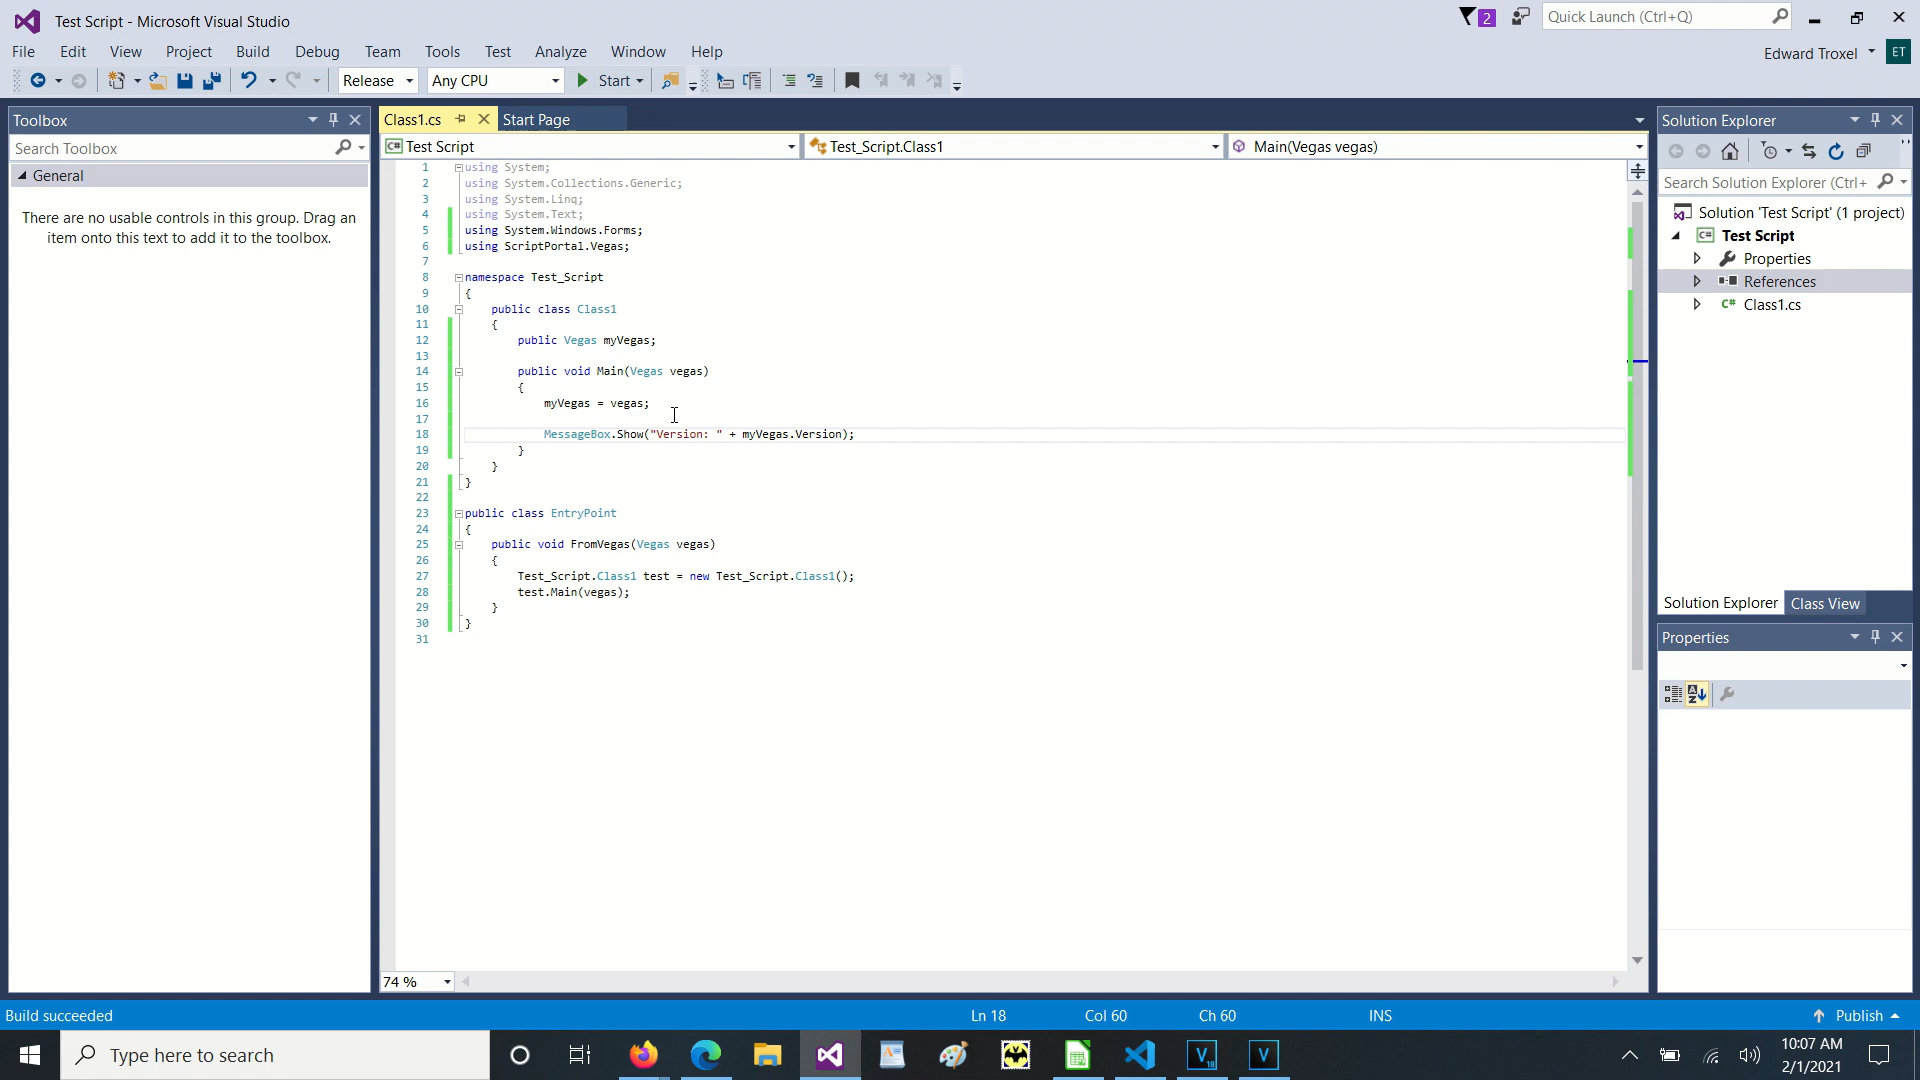 Test Script - Microsoft Visual Studio
2
Quick Launch (Ctrl+Q)
File Edit View Project Build Debug Team Tools Test Analyze Window Help
Edward Troxel
ET
Release
Any CPU
Start
Toolbox
Search Toolbox
General
There are no usable controls in this group. Drag an
item onto this text to add it to the toolbox.
Class1.cs
Start Page
C# Test Script
Test_Script.Class1
Main(Vegas vegas)
1 using System;
2 using System.Collections.Generic;
3 using System.Linq;
4 using System.Text;
5 using System.Windows.Forms;
6 using ScriptPortal.Vegas;
7
8 namespace Test_Script
9 {
10 public class Class1
11 {
12 public Vegas myVegas;
13
14 public void Main(Vegas vegas)
15 {
16 myVegas = vegas;
17
18 MessageBox.Show("Version: " + myVegas.Version);
19 }
20 }
21 }
22
23 public class EntryPoint
24 {
25 public void FromVegas(Vegas vegas)
26 {
27 Test_Script.Class1 test = new Test_Script.Class1();
28 test.Main(vegas);
29 }
30 }
31
74 %
Solution Explorer
Search Solution Explorer (Ctrl+
Solution 'Test Script' (1 project)
C# Test Script
Properties
References
C# Class1.cs
Solution Explorer
Class View
Properties
Build succeeded
Ln 18
Col 60
Ch 60
INS
Publish
Type here to search
V 18
V
10:07 AM
2/1/2021